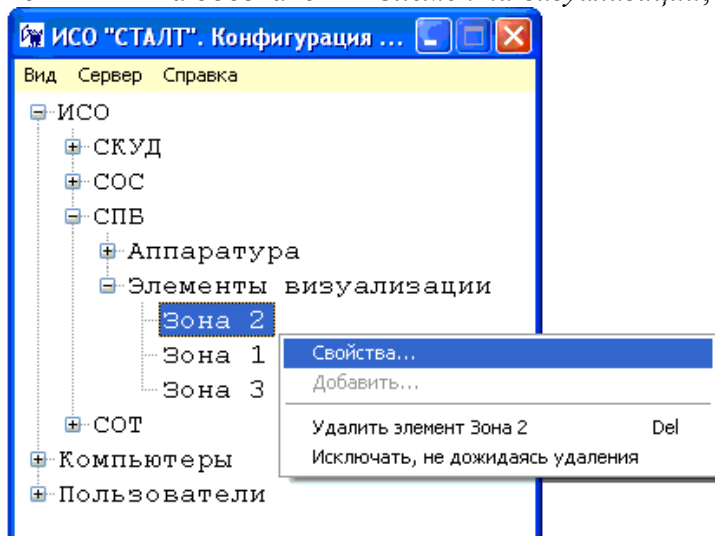 ИСО "СТАЛТ". Конфигурация ...
Вид Сервер Справка
ИСО
СКУД
СОС
СПБ
Аппаратура
Элементы визуализации
Зона 2
Зона 1
Зона 3
СОТ
Компьютеры
Пользователи
Свойства...
Добавить...
Удалить элемент Зона 2 Del
Исключать, не дожидаясь удаления